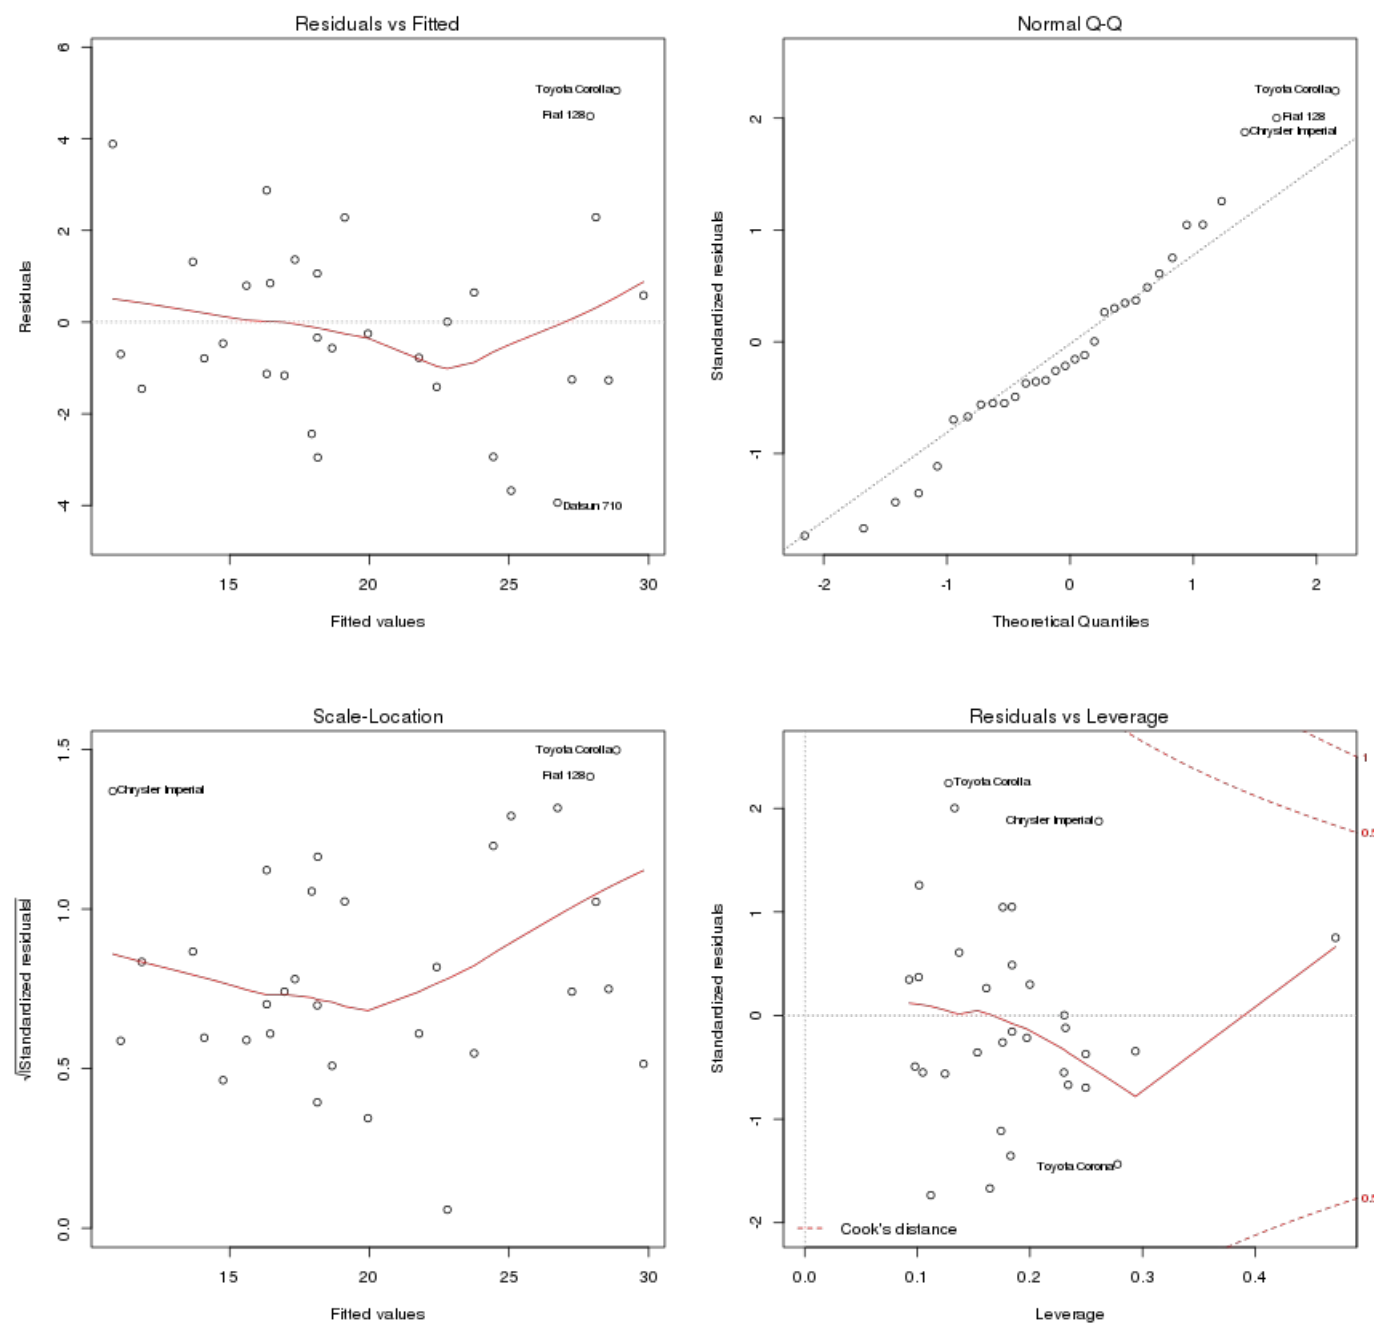 Residuals vs Fitted
Residuals
6
4
2
0
-2
-4
Toyota Corolla
Fiat 128
Datsun 710
15 20 25 30
Fitted values
Normal Q-Q
Standardized residuals
2
1
0
-1
Toyota Corolla
Fiat 128
Chrysler Imperial
-2 -1 0 1 2
Theoretical Quantiles
Scale-Location
√|Standardized residuals|
1.5
1.0
0.5
0.0
Toyota Corolla
Fiat 128
Chrysler Imperial
15 20 25 30
Fitted values
Residuals vs Leverage
Standardized residuals
2
1
0
-1
-2
Toyota Corolla
Chrysler Imperial
Toyota Corona
1
0.5
0.5
Cook's distance
0.0 0.1 0.2 0.3 0.4
Leverage